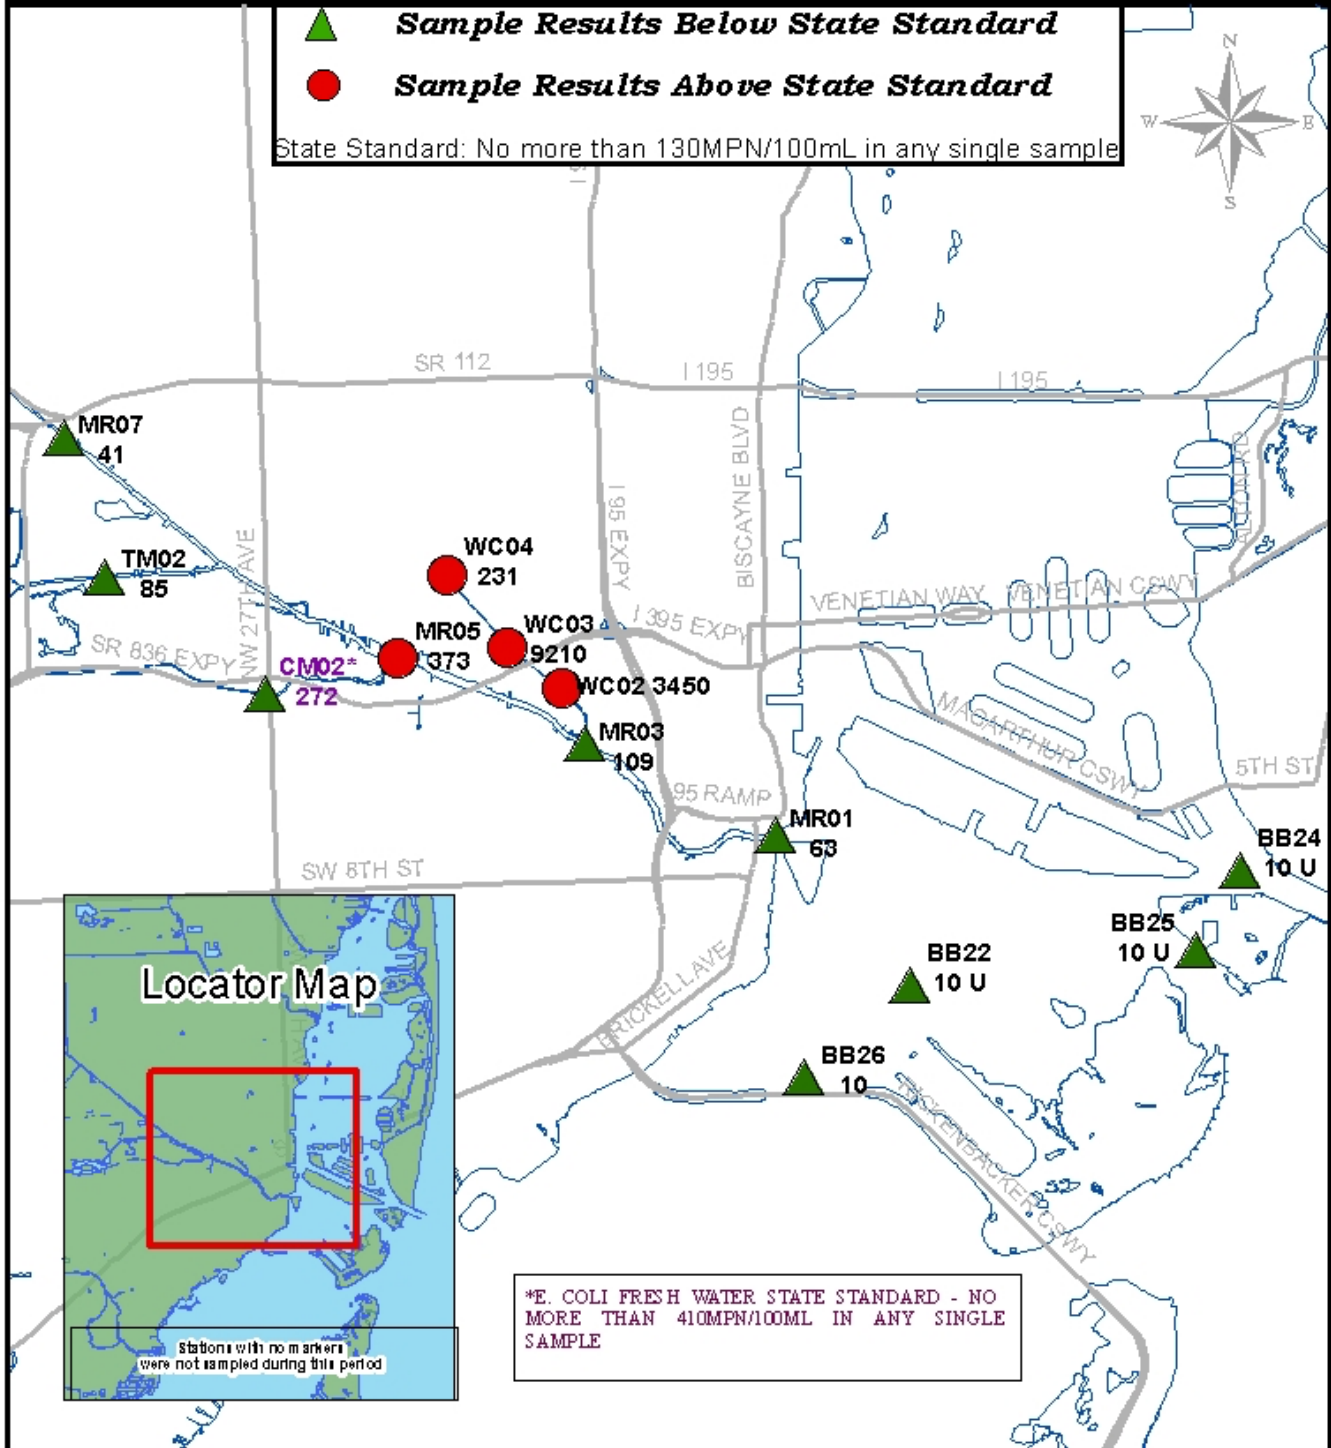 Sample Results Below State Standard
Sample Results Above State Standard
State Standard: No more than 130MPN/100mL in any single sample
N
W
E
S
SR 112
I 195
I 195
MR07
41
BISCAYNE BLVD
I 95 EXPY
NW 27TH AVE
TM02
85
WC04
231
VENETIAN WAY
VENETIAN CSWY
MR05
373
WC03
9210
I 395 EXPY
SR 836 EXPY
CM02*
272
WC02 3450
MR03
109
MACARTHUR CSWY
5TH ST
95 RAMP
MR01
63
BB24
10 U
SW 8TH ST
BB25
10 U
BB22
10 U
Locator Map
BRICKELL AVE
BB26
10
RICKENBACKER CSWY
*E. COLI FRESH WATER STATE STANDARD - NO
MORE THAN 410MPN/100ML IN ANY SINGLE
SAMPLE
Stations with no markers
were not sampled during this period